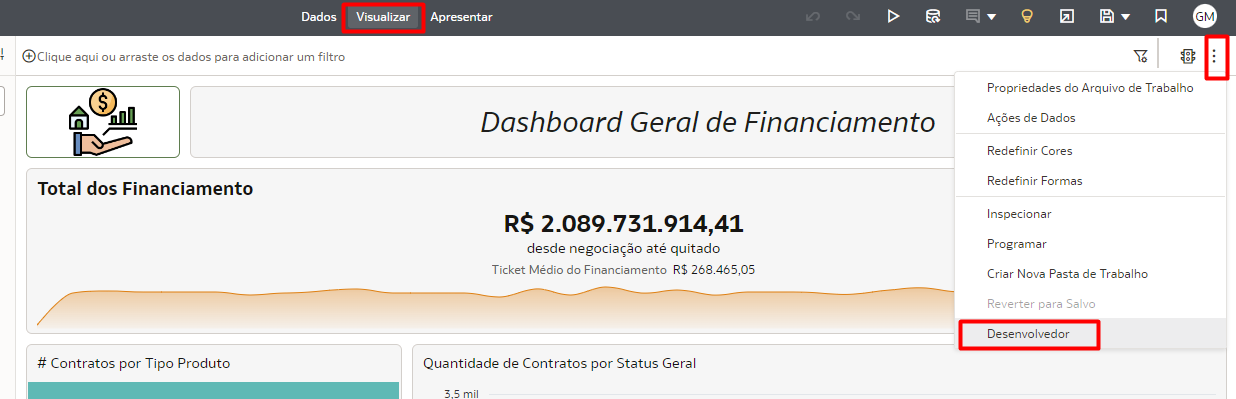 Dados Visualizar Apresentar
GM
Clique aqui ou arraste os dados para adicionar um filtro
Propriedades do Arquivo de Trabalho
Ações de Dados
Redefinir Cores
Redefinir Formas
Inspecionar
Programar
Criar Nova Pasta de Trabalho
Reverter para Salvo
Desenvolvedor
$
Dashboard Geral de Financiamento
Total dos Financiamento
R$ 2.089.731.914,41
desde negociação até quitado
Ticket Médio do Financiamento R$ 268.465,05
# Contratos por Tipo Produto
Quantidade de Contratos por Status Geral
3,5 mil